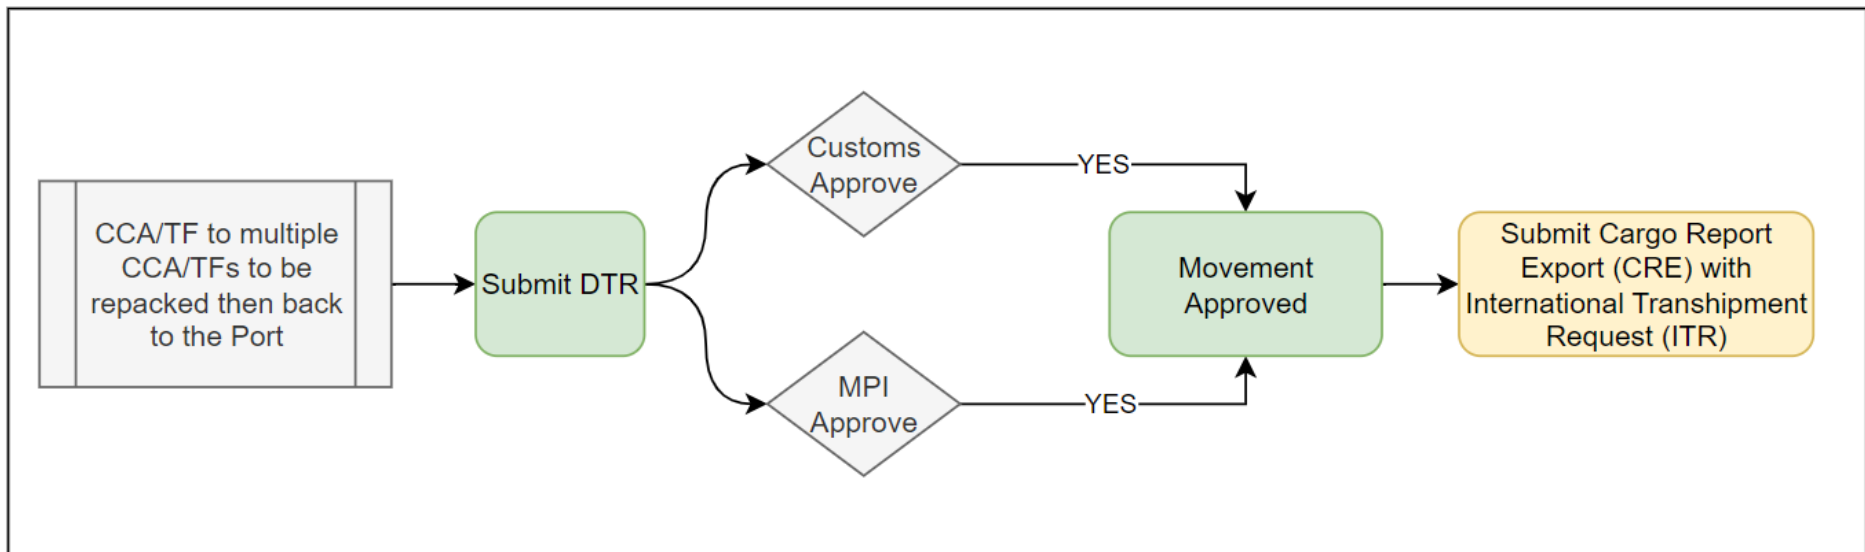 CCA/TF to multiple
CCA/TFs to be
repacked then back
to the Port
Submit DTR
Customs
Approve
YES
MPI
Approve
YES
Movement
Approved
Submit Cargo Report
Export (CRE) with
International Transhipment
Request (ITR)